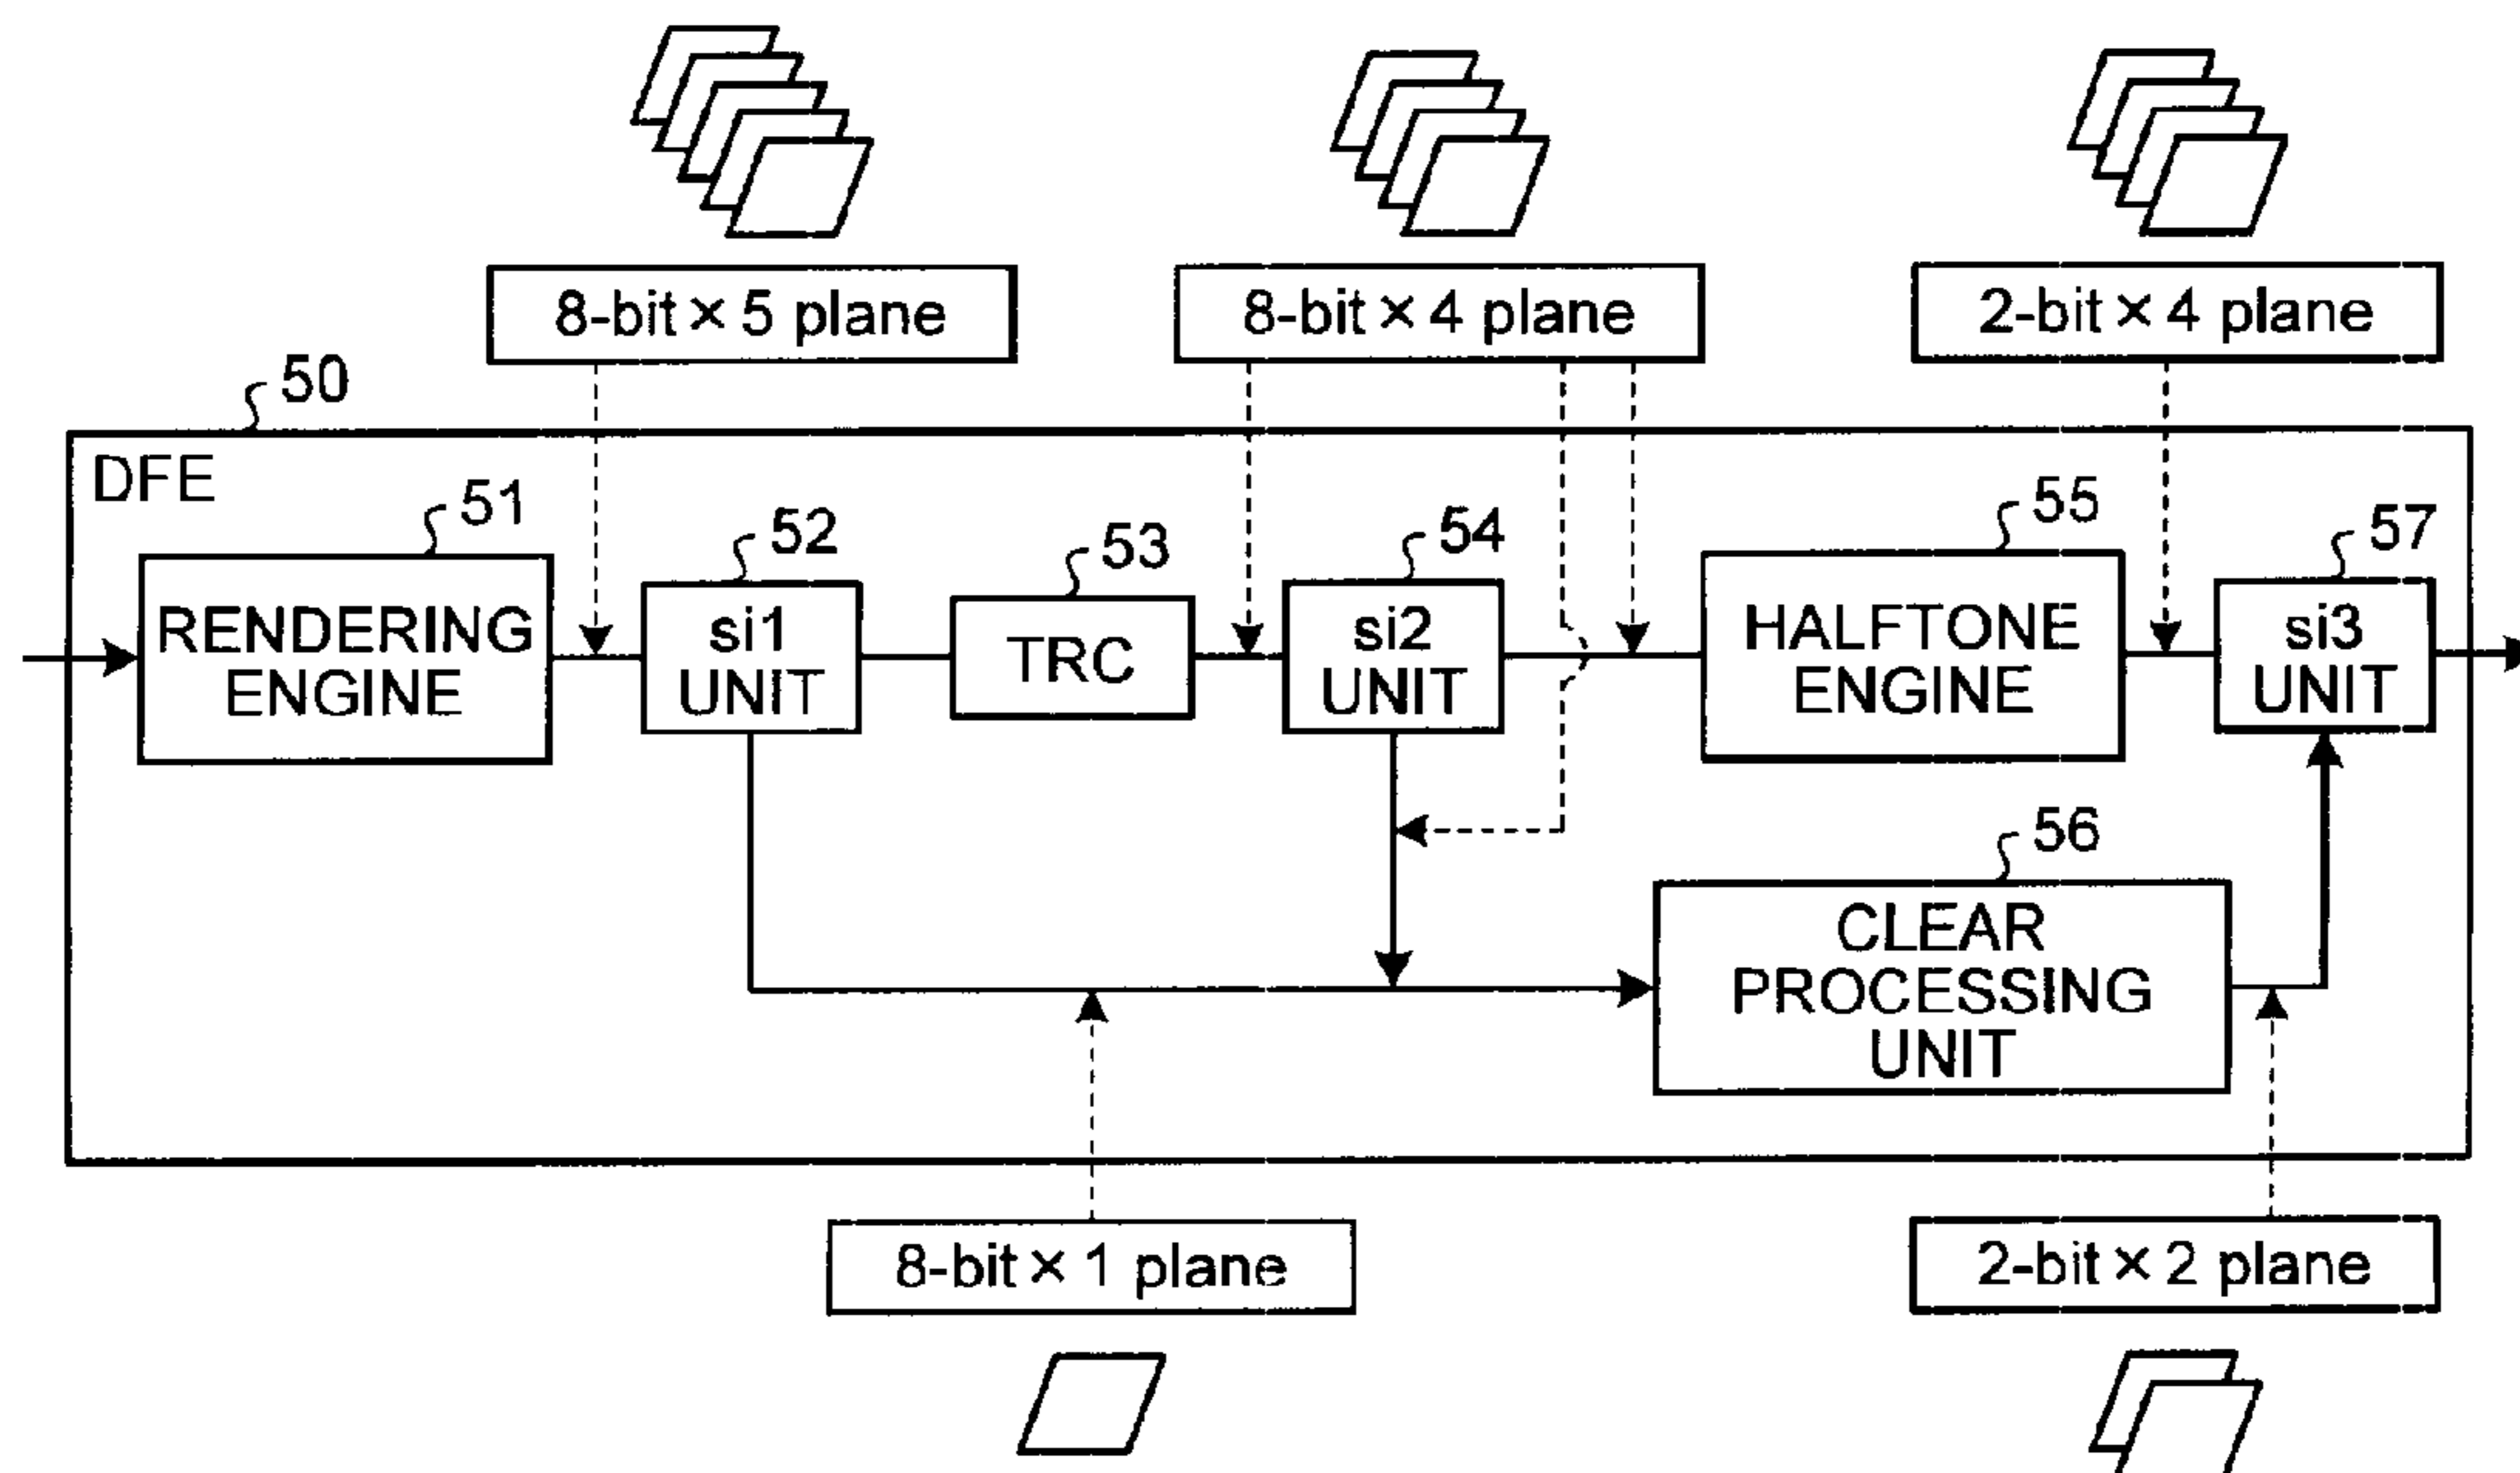 8-bit × 5 plane
8-bit × 4 plane
2-bit × 4 plane
50
DFE
51
52
53
54
55
57
RENDERING
ENGINE
si1
UNIT
TRC
si2
UNIT
HALFTONE
ENGINE
si3
UNIT
56
CLEAR
PROCESSING
UNIT
8-bit × 1 plane
2-bit × 2 plane